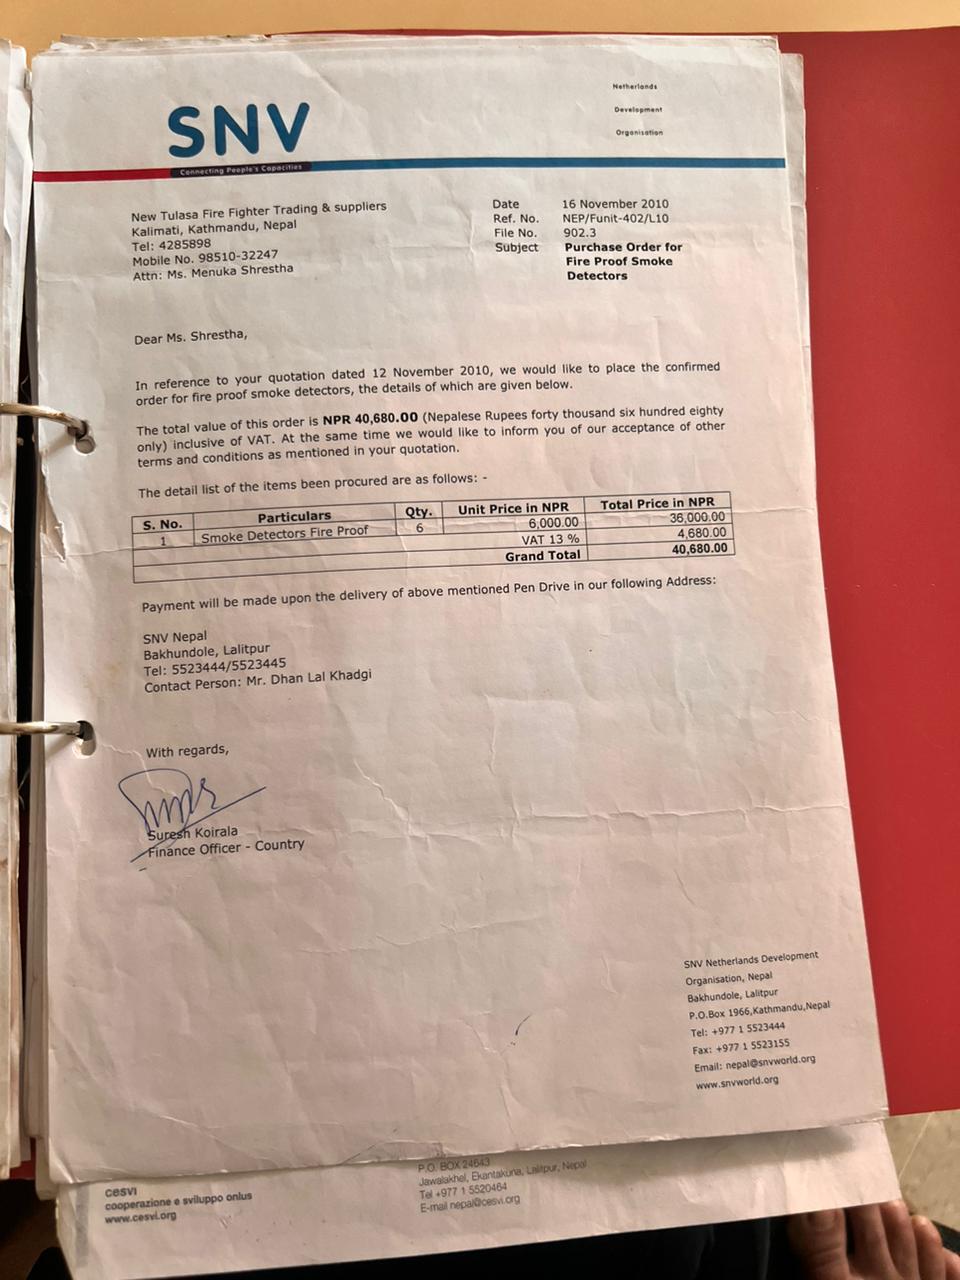 SNV
Connecting People's Capacities
Netherlands
Development
Organisation
New Tulasa Fire Fighter Trading & suppliers
Kalimati, Kathmandu, Nepal
Tel: 4285898
Mobile No. 98510-32247
Attn: Ms. Menuka Shrestha
Date 16 November 2010
Ref. No. NEP/Funit-402/L10
File No. 902.3
Subject Purchase Order for
Fire Proof Smoke
Detectors
Dear Ms. Shrestha,
In reference to your quotation dated 12 November 2010, we would like to place the confirmed
order for fire proof smoke detectors, the details of which are given below.
The total value of this order is NPR 40,680.00 (Nepalese Rupees forty thousand six hundred eighty
only) inclusive of VAT. At the same time we would like to inform you of our acceptance of other
terms and conditions as mentioned in your quotation.
The detail list of the items been procured are as follows: -
S. No. Particulars Qty. Unit Price in NPR Total Price in NPR
1 Smoke Detectors Fire Proof 6 6,000.00 36,000.00
VAT 13 % 4,680.00
Grand Total 40,680.00
Payment will be made upon the delivery of above mentioned Pen Drive in our following Address:
SNV Nepal
Bakhundole, Lalitpur
Tel: 5523444/5523445
Contact Person: Mr. Dhan Lal Khadgi
With regards,
Suresh Koirala
Finance Officer - Country
SNV Netherlands Development
Organisation, Nepal
Bakhundole, Lalitpur
P.O.Box 1966,Kathmandu,Nepal
Tel: +977 1 5523444
Fax: +977 1 5523155
Email: nepal@snvworld.org
www.snvworld.org
cesvi
cooperazione e sviluppo onlus
www.cesvi.org
P.O. BOX 24643
Jawalakhel, Ekantakuna, Lalitpur, Nepal
Tel +977 1 5520464
E-mail nepal@cesvi.org